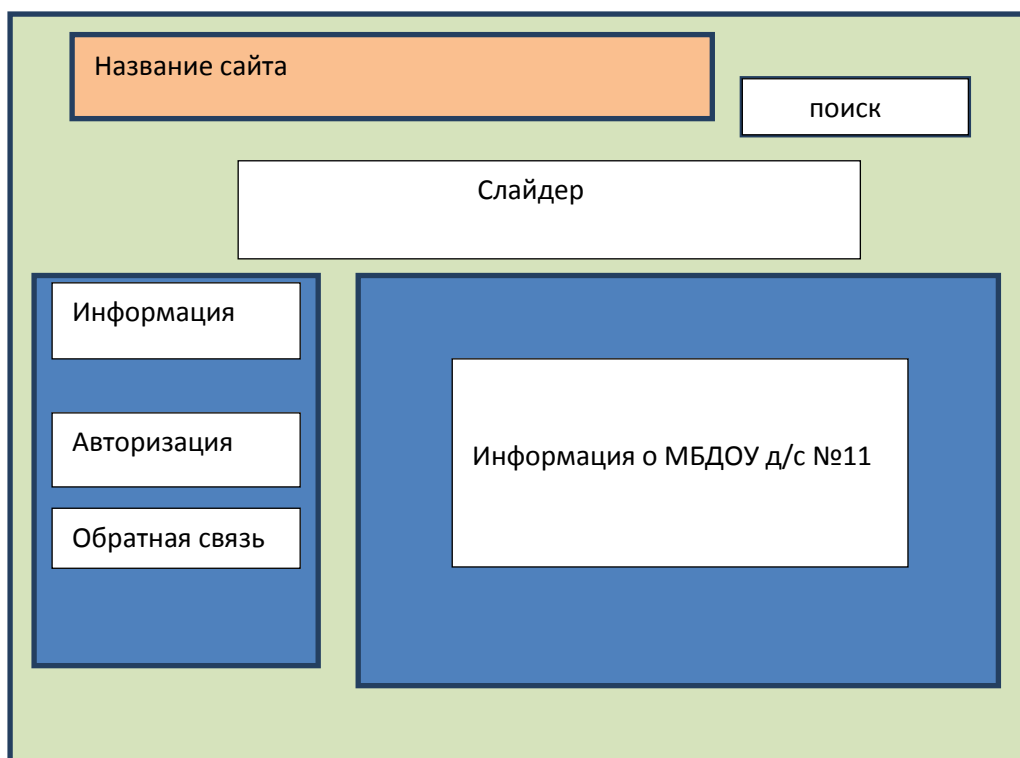 Название сайта
поиск
Слайдер
Информация
Авторизация
Обратная связь
Информация о МБДОУ д/с №11